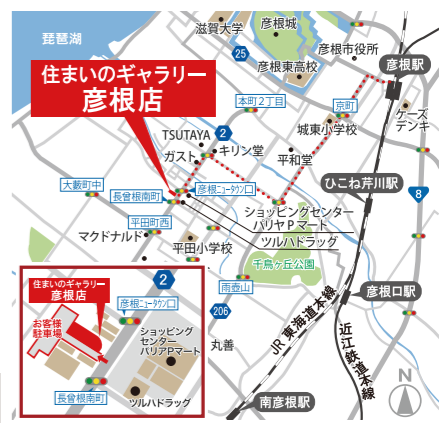 滋賀大学
彦根城
琵琶湖
彦根市役所
25
彦根東高校
彦根駅
住まいのギャラリー
彦根店
本町2丁目
京町
ケーズ
デンキ
2
城東小学校
TSUTAYA
キリン堂
ガスト
平和堂
大藪町中
彦根ニュータウン口
長曽根南町
ひこね芹川駅
8
ショッピングセンター
パリヤPマート
平田町西
マクドナルド
平田小学校
ツルハドラッグ
千鳥ヶ丘公園
雨壺山
彦根口駅
206
丸善
JR東海道本線
近江鉄道本線
南彦根駅
N
住まいのギャラリー
彦根店
2
彦根ニュータウン口
お客様
駐車場
ショッピング
センター
パリアPマート
長曽根南町
ツルハドラッグ